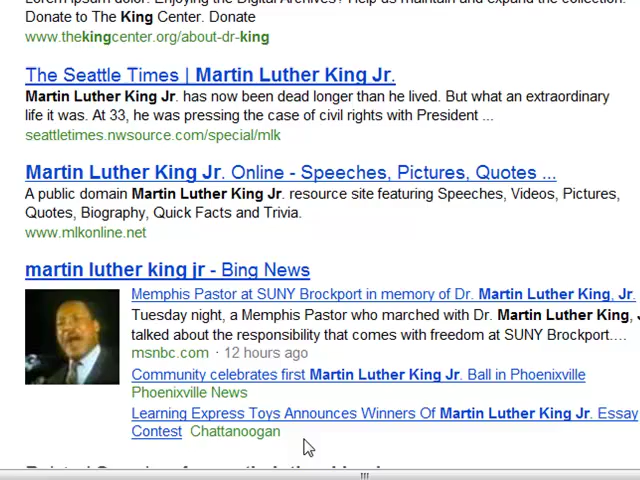 Donate to The King Center. Donate
www.thekingcenter.org/about-dr-king
The Seattle Times | Martin Luther King Jr.
Martin Luther King Jr. has now been dead longer than he lived. But what an extraordinary
life it was. At 33, he was pressing the case of civil rights with President ...
seattletimes.nwsource.com/special/mlk
Martin Luther King Jr. Online - Speeches, Pictures, Quotes ...
A public domain Martin Luther King Jr. resource site featuring Speeches, Videos, Pictures,
Quotes, Biography, Quick Facts and Trivia.
www.mlkonline.net
martin luther king jr - Bing News
Memphis Pastor at SUNY Brockport in memory of Dr. Martin Luther King, Jr.
Tuesday night, a Memphis Pastor who marched with Dr. Martin Luther King,
talked about the responsibility that comes with freedom at SUNY Brockport....
msnbc.com · 12 hours ago
Community celebrates first Martin Luther King Jr. Ball in Phoenixville
Phoenixville News
Learning Express Toys Announces Winners Of Martin Luther King Jr. Essay
Contest Chattanoogan